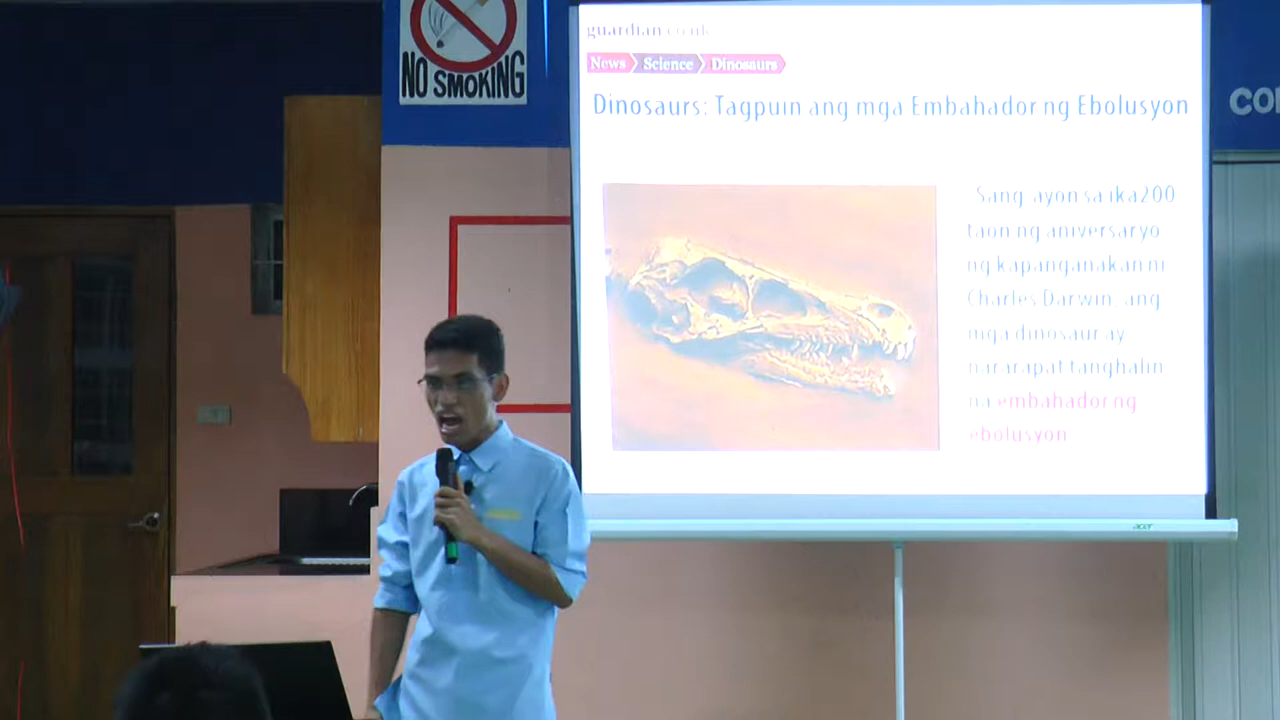 NO SMOKING
guardian.co.uk
News Science Dinosaurs
Dinosaurs: Tagpuin ang mga Embahador ng Ebolusyon
Sang ayon sa ika200
taon ng aniversaryo
ng kapanganakan ni
Charles Darwin, ang
mga dinosaur ay
nararapat tanghalin
na embahador ng
ebolusyon
acer